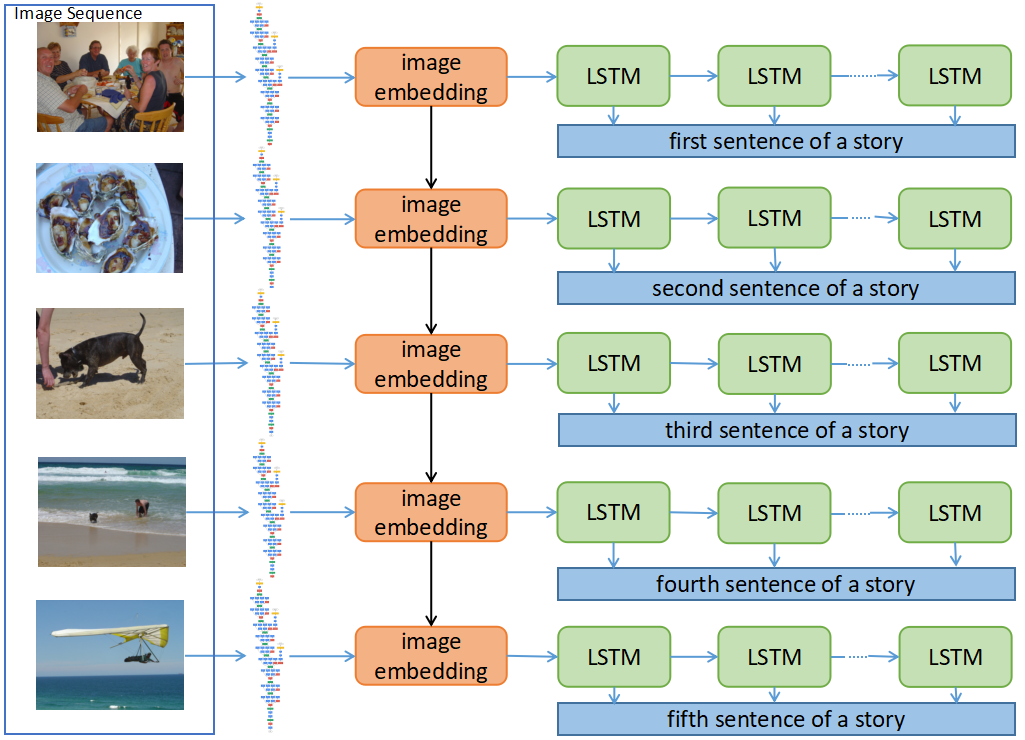 Image Sequence
image
embedding
LSTM
LSTM
LSTM
first sentence of a story
image
embedding
LSTM
LSTM
LSTM
second sentence of a story
image
embedding
LSTM
LSTM
LSTM
third sentence of a story
image
embedding
LSTM
LSTM
LSTM
fourth sentence of a story
image
embedding
LSTM
LSTM
LSTM
fifth sentence of a story